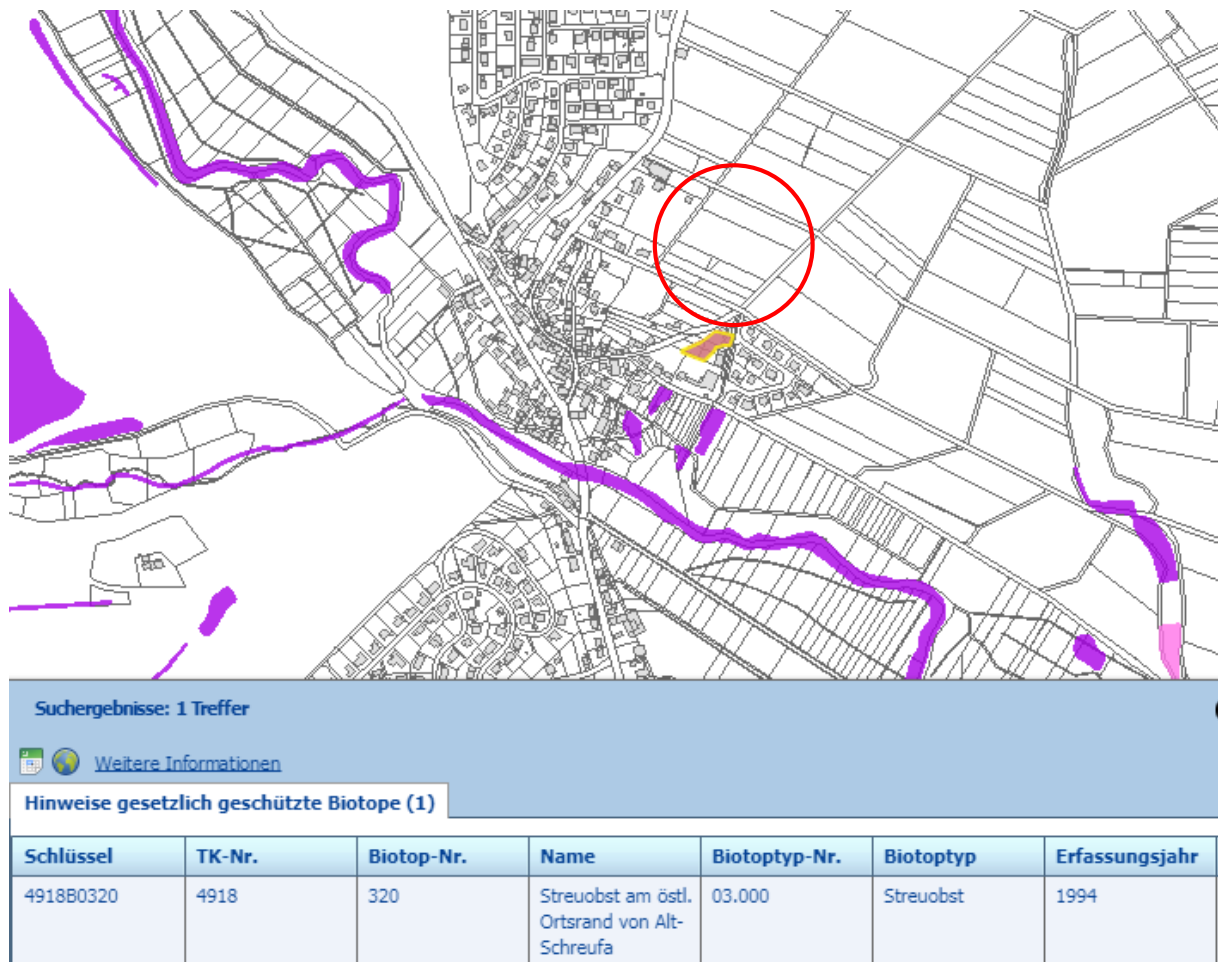 Suchergebnisse: 1 Treffer
Weitere Informationen
Hinweise gesetzlich geschützte Biotope (1)
Schlüssel TK-Nr. Biotop-Nr. Name Biotoptyp-Nr. Biotoptyp Erfassungsjahr
4918B0320 4918 320 Streuobst am östl. 03.000 Streuobst 1994
Ortsrand von Alt-
Schreufa